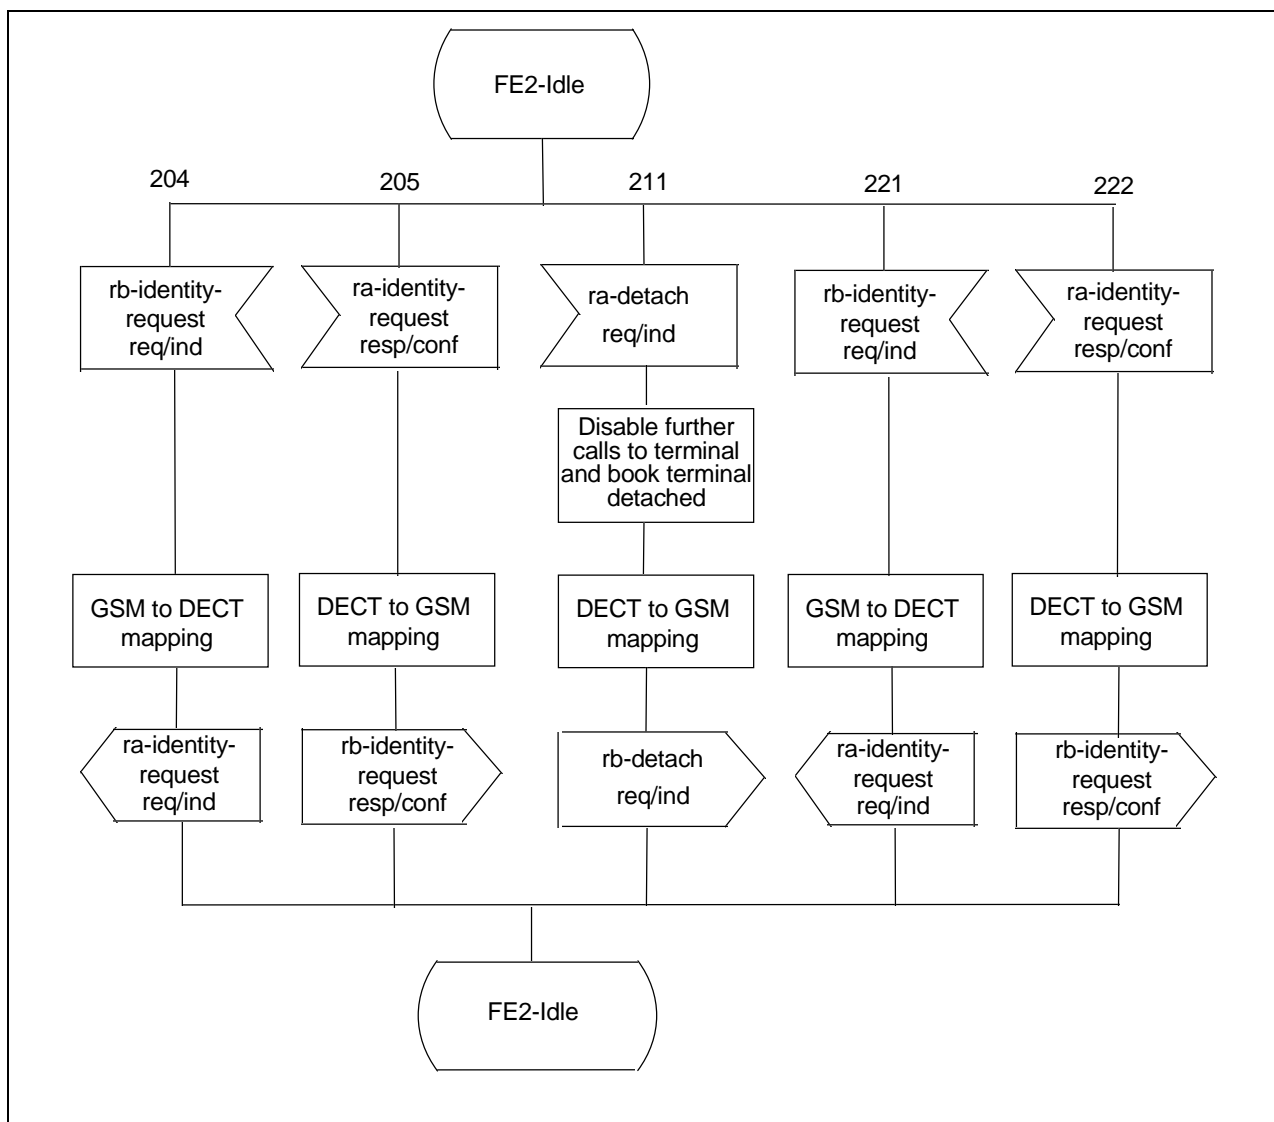 FE2-Idle
204
205
211
221
222
rb-identity-
request
req/ind
ra-identity-
request
resp/conf
ra-detach
req/ind
rb-identity-
request
req/ind
ra-identity-
request
resp/conf
Disable further
calls to terminal
and book terminal
detached
GSM to DECT
mapping
DECT to GSM
mapping
DECT to GSM
mapping
GSM to DECT
mapping
DECT to GSM
mapping
ra-identity-
request
req/ind
rb-identity-
request
resp/conf
rb-detach
req/ind
ra-identity-
request
req/ind
rb-identity-
request
resp/conf
FE2-Idle